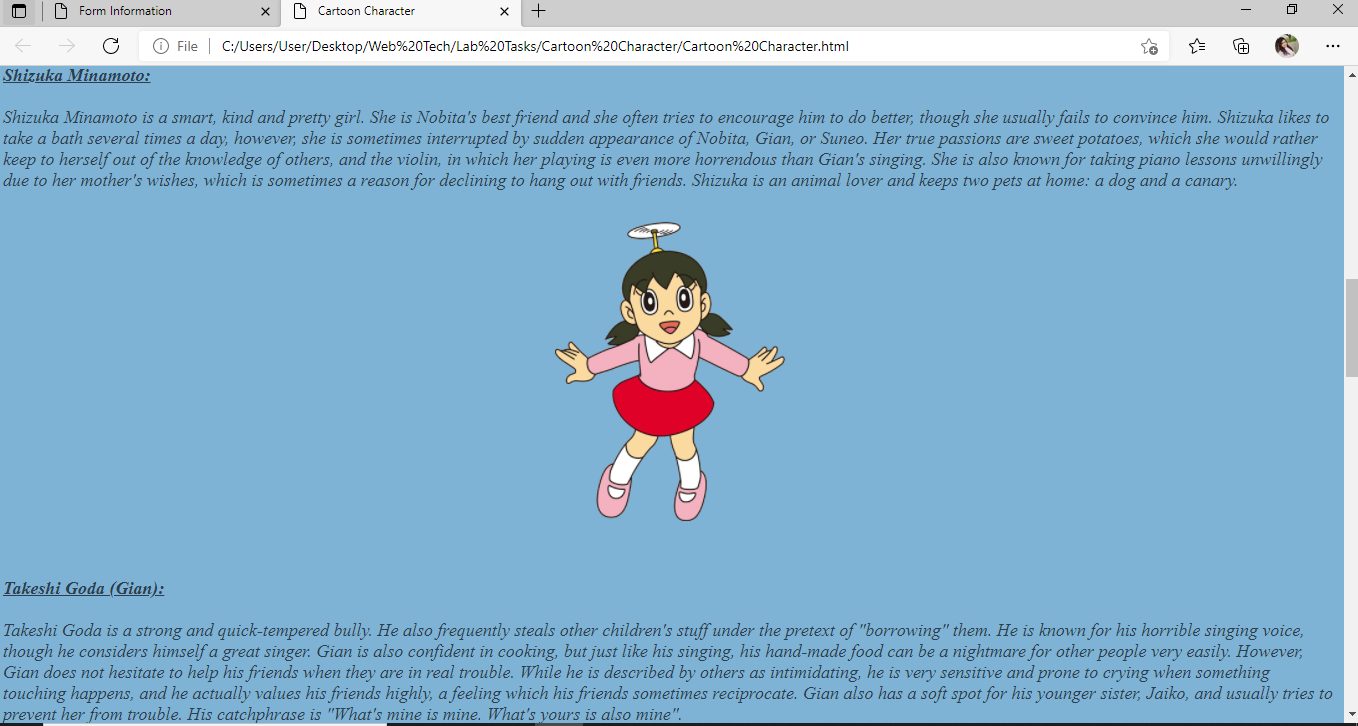 Form Information
Cartoon Character
File
C:/Users/User/Desktop/Web%20Tech/Lab%20Tasks/Cartoon%20Character/Cartoon%20Character.html
Shizuka Minamoto:
Shizuka Minamoto is a smart, kind and pretty girl. She is Nobita's best friend and she often tries to encourage him to do better, though she usually fails to convince him. Shizuka likes to
take a bath several times a day, however, she is sometimes interrupted by sudden appearance of Nobita, Gian, or Suneo. Her true passions are sweet potatoes, which she would rather
keep to herself out of the knowledge of others, and the violin, in which her playing is even more horrendous than Gian's singing. She is also known for taking piano lessons unwillingly
due to her mother's wishes, which is sometimes a reason for declining to hang out with friends. Shizuka is an animal lover and keeps two pets at home: a dog and a canary.
Takeshi Goda (Gian):
Takeshi Goda is a strong and quick-tempered bully. He also frequently steals other children's stuff under the pretext of "borrowing" them. He is known for his horrible singing voice,
though he considers himself a great singer. Gian is also confident in cooking, but just like his singing, his hand-made food can be a nightmare for other people very easily. However,
Gian does not hesitate to help his friends when they are in real trouble. While he is described by others as intimidating, he is very sensitive and prone to crying when something
touching happens, and he actually values his friends highly, a feeling which his friends sometimes reciprocate. Gian also has a soft spot for his younger sister, Jaiko, and usually tries to
prevent her from trouble. His catchphrase is "What's mine is mine. What's yours is also mine".